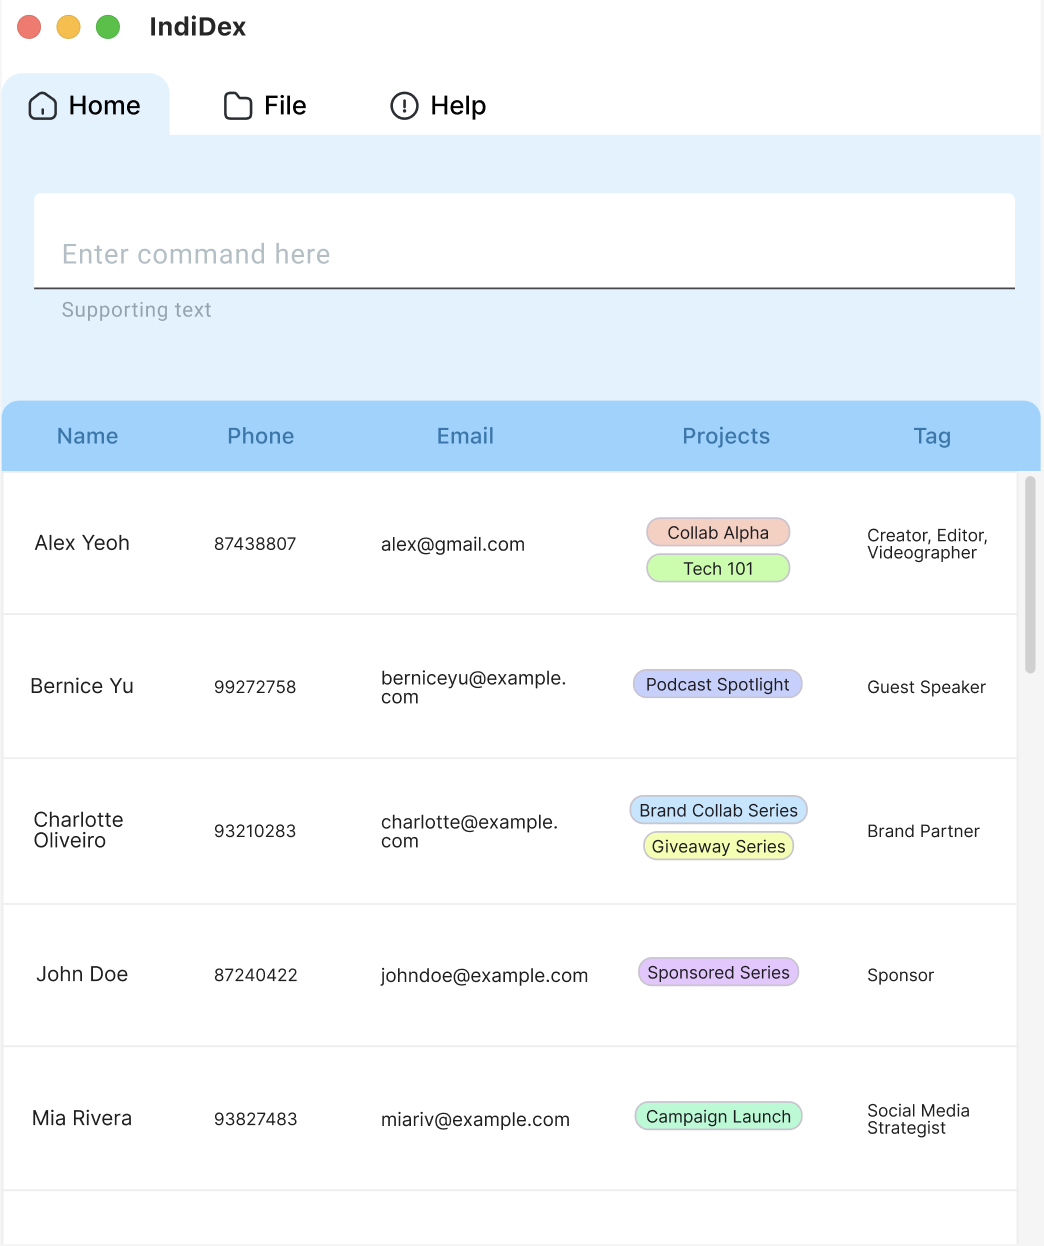 IndiDex
Home File Help
Enter command here
Supporting text
Name Phone Email Projects Tag
Alex Yeoh 87438807 alex@gmail.com Collab Alpha
Tech 101
Creator, Editor,
Videographer
Bernice Yu 99272758 berniceyu@example.
com
Podcast Spotlight Guest Speaker
Charlotte
Oliveiro
93210283 charlotte@example.
com
Brand Collab Series
Giveaway Series
Brand Partner
John Doe 87240422 johndoe@example.com Sponsored Series Sponsor
Mia Rivera 93827483 miariv@example.com Campaign Launch Social Media
Strategist